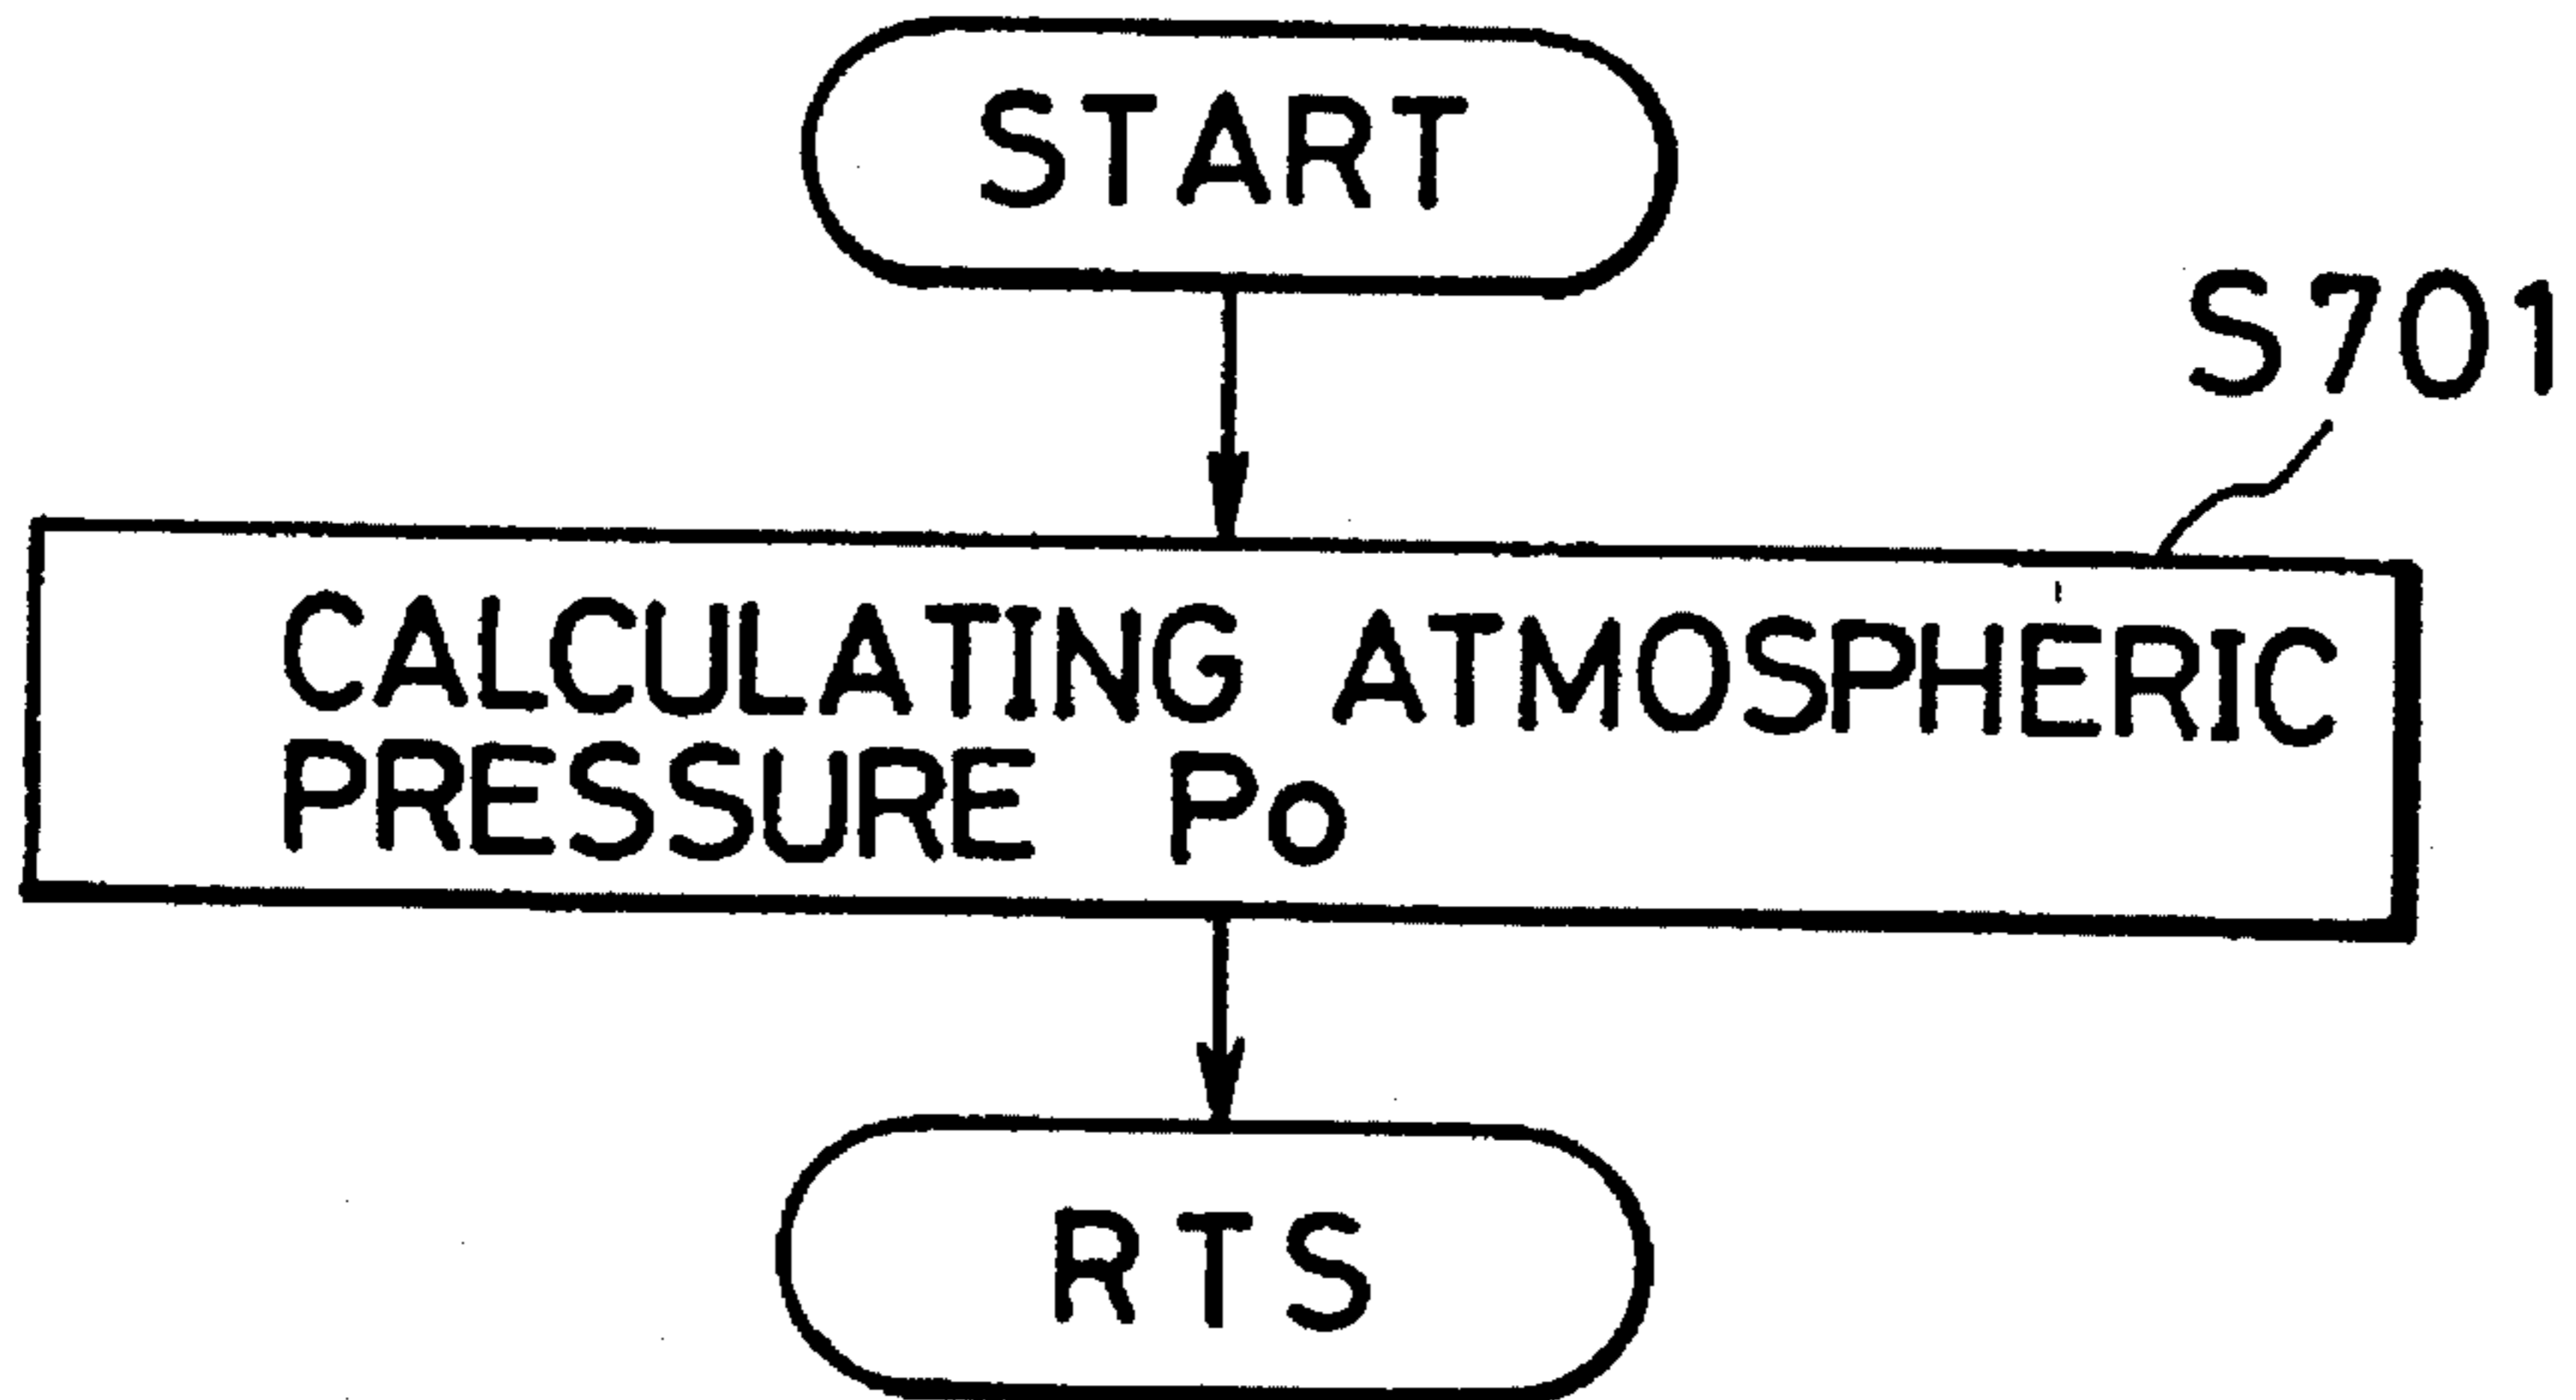 START
S701
CALCULATING ATMOSPHERIC
PRESSURE Po
RTS